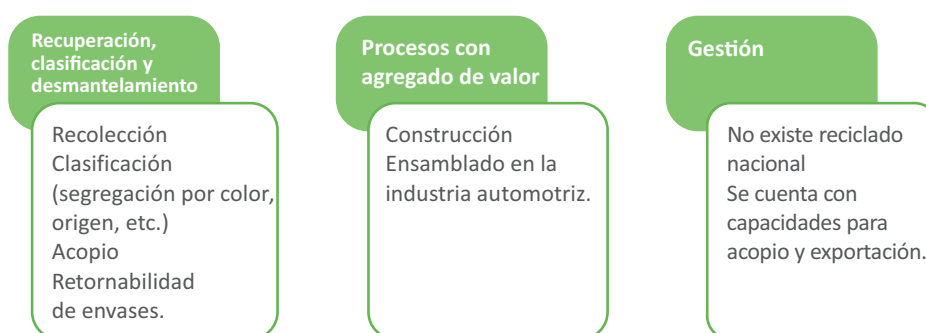 Recuperación,
clasificación y
desmantelamiento
Recolección
Clasificación
(segregación por color,
origen, etc.)
Acopio
Retornabilidad
de envases.
Procesos con
agregado de valor
Construcción
Ensamblado en la
industria automotriz.
Gestión
No existe reciclado
nacional
Se cuenta con
capacidades para
acopio y exportación.